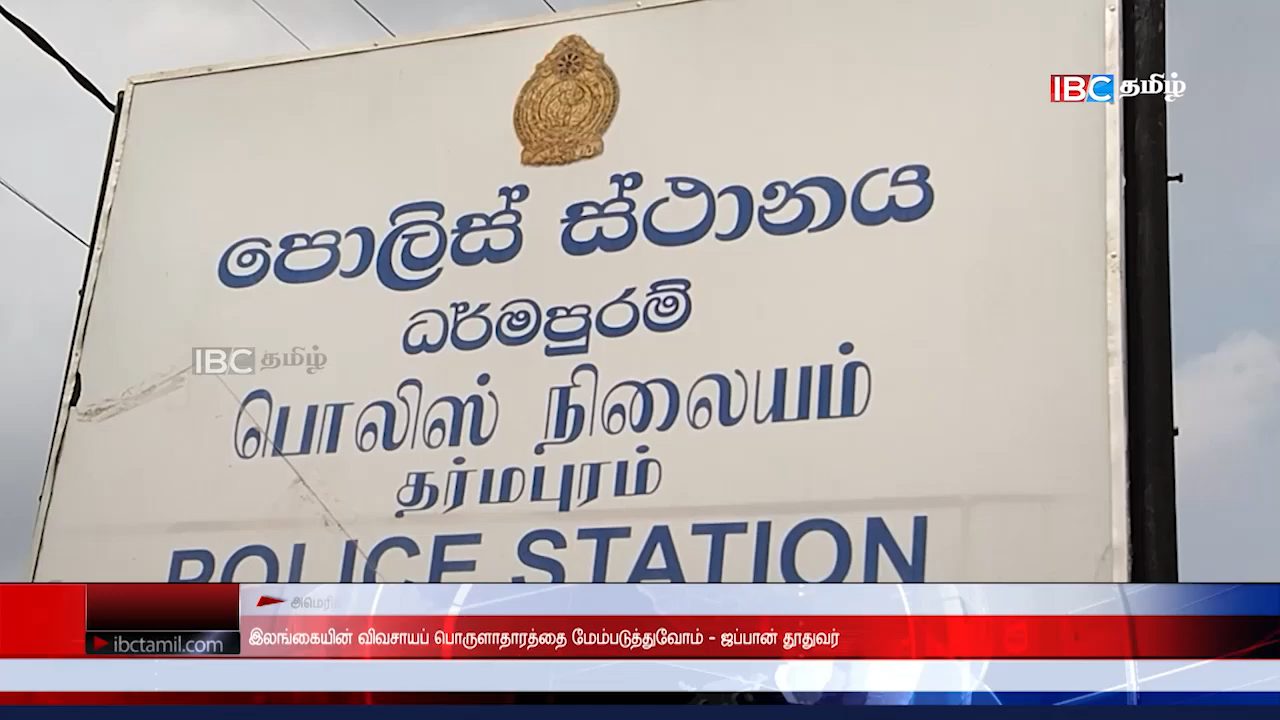 IBC தமிழ்
පොලිස් ස්ථානය
ධර්මපුරම්
IBC தமிழ்
பொலிஸ் நிலையம்
தர்மபுரம்
POLICE STATION
அமெரி
இலங்கையின் விவசாயப் பொருளாதாரத்தை மேம்படுத்துவோம் - ஜப்பான் தூதுவர்
ibctamil.com